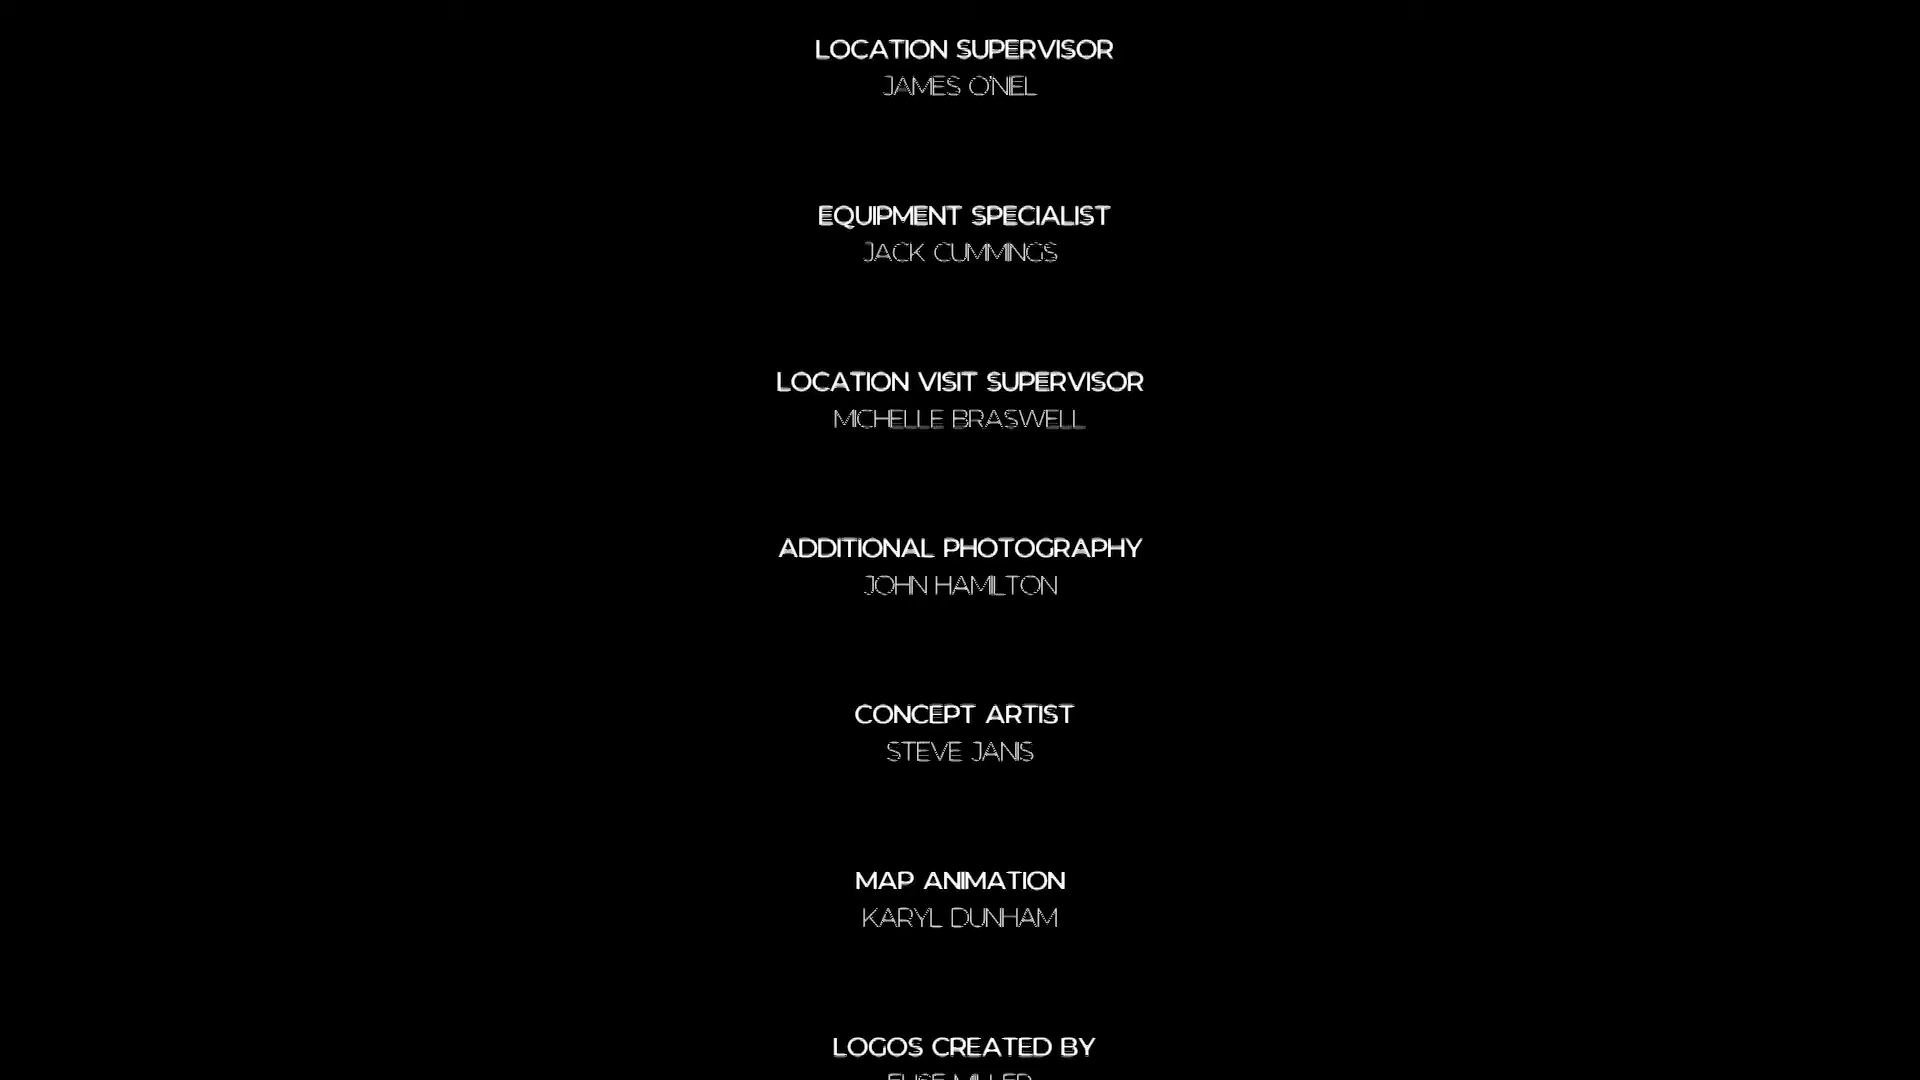 LOCATION SUPERVISOR
JAMES O'NIEL
EQUIPMENT SPECIALIST
JACK CUMMINGS
LOCATION VISIT SUPERVISOR
MICHELLE BRASWELL
ADDITIONAL PHOTOGRAPHY
JOHN HAMILTON
CONCEPT ARTIST
STEVE JANIS
MAP ANIMATION
KARYL DUNHAM
LOGOS CREATED BY